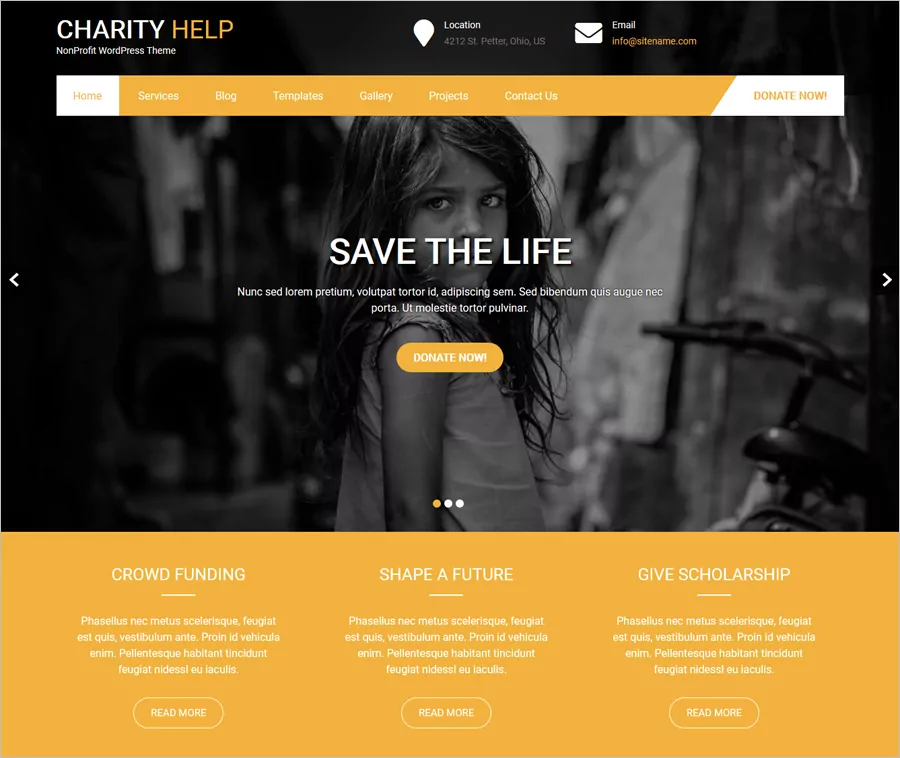 CHARITY HELP
NonProfit WordPress Theme
Location
4212 St. Petter, Ohio, US
Email
info@sitename.com
Home Services Blog Templates Gallery Projects Contact Us DONATE NOW!
SAVE THE LIFE
Nunc sed lorem pretium, volutpat tortor id, adipiscing sem. Sed bibendum quis augue nec
porta. Ut molestie tortor pulvinar.
DONATE NOW!
CROWD FUNDING
Phasellus nec metus scelerisque, feugiat
est quis, vestibulum ante. Proin id vehicula
enim. Pellentesque habitant tincidunt
feugiat nidessl eu iaculis.
READ MORE
SHAPE A FUTURE
Phasellus nec metus scelerisque, feugiat
est quis, vestibulum ante. Proin id vehicula
enim. Pellentesque habitant tincidunt
feugiat nidessl eu iaculis.
READ MORE
GIVE SCHOLARSHIP
Phasellus nec metus scelerisque, feugiat
est quis, vestibulum ante. Proin id vehicula
enim. Pellentesque habitant tincidunt
feugiat nidessl eu iaculis.
READ MORE